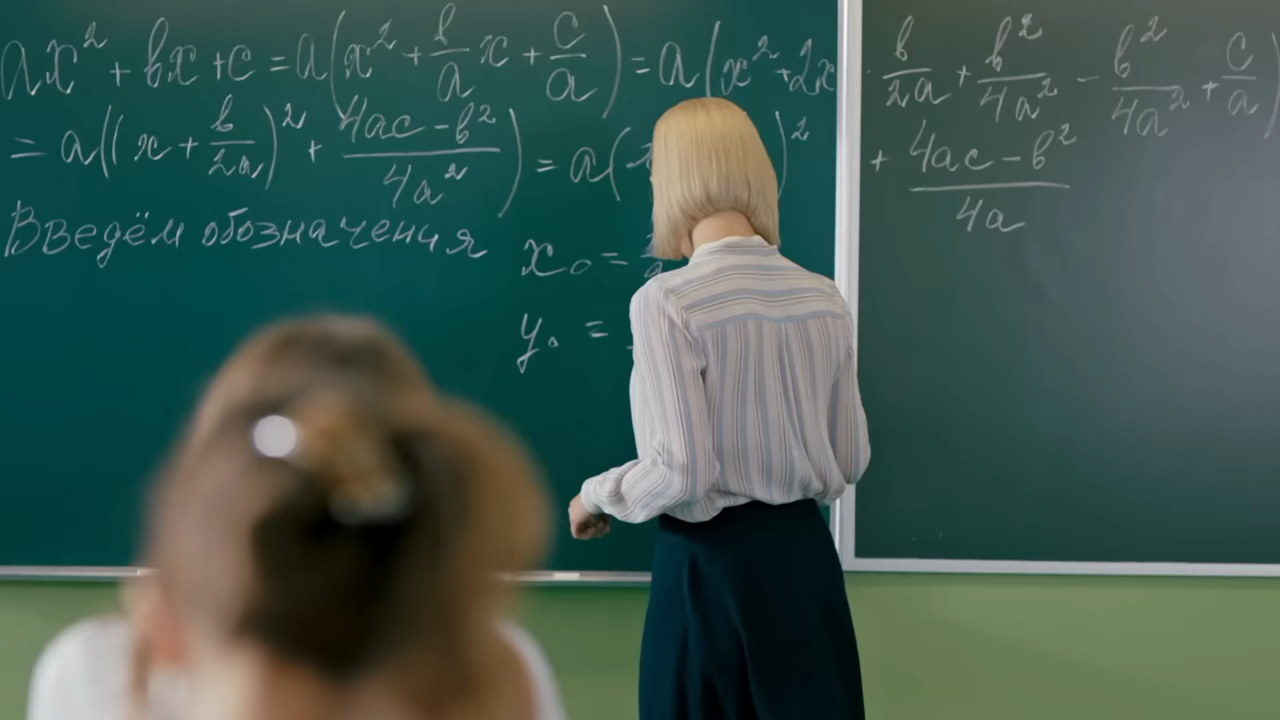 ax² + bx + c = a(x² + b/a x + c/a) = a(x² + 2x b/2a + b²/4a² − b²/4a² + c/a)
= a((x + b/2a)² + (4ac − b²)/4a²) = a( )² + (4ac − b²)/4a
Введём обозначения x₀ =
y₀ =